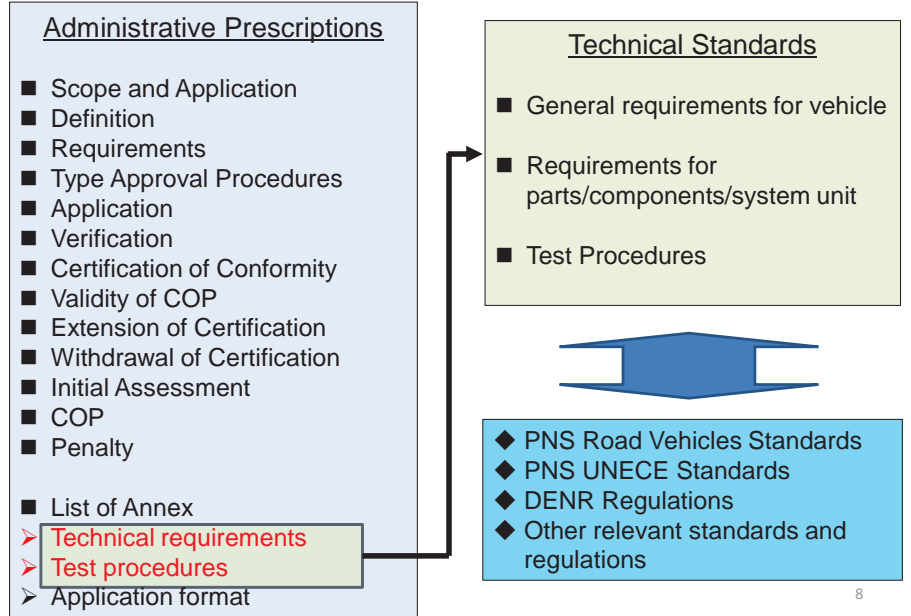 Administrative Prescriptions
■ Scope and Application
■ Definition
■ Requirements
■ Type Approval Procedures
■ Application
■ Verification
■ Certification of Conformity
■ Validity of COP
■ Extension of Certification
■ Withdrawal of Certification
■ Initial Assessment
■ COP
■ Penalty
■ List of Annex
➢ Technical requirements
➢ Test procedures
➢ Application format
Technical Standards
■ General requirements for vehicle
■ Requirements for
parts/components/system unit
■ Test Procedures
◆ PNS Road Vehicles Standards
◆ PNS UNECE Standards
◆ DENR Regulations
◆ Other relevant standards and
regulations
8